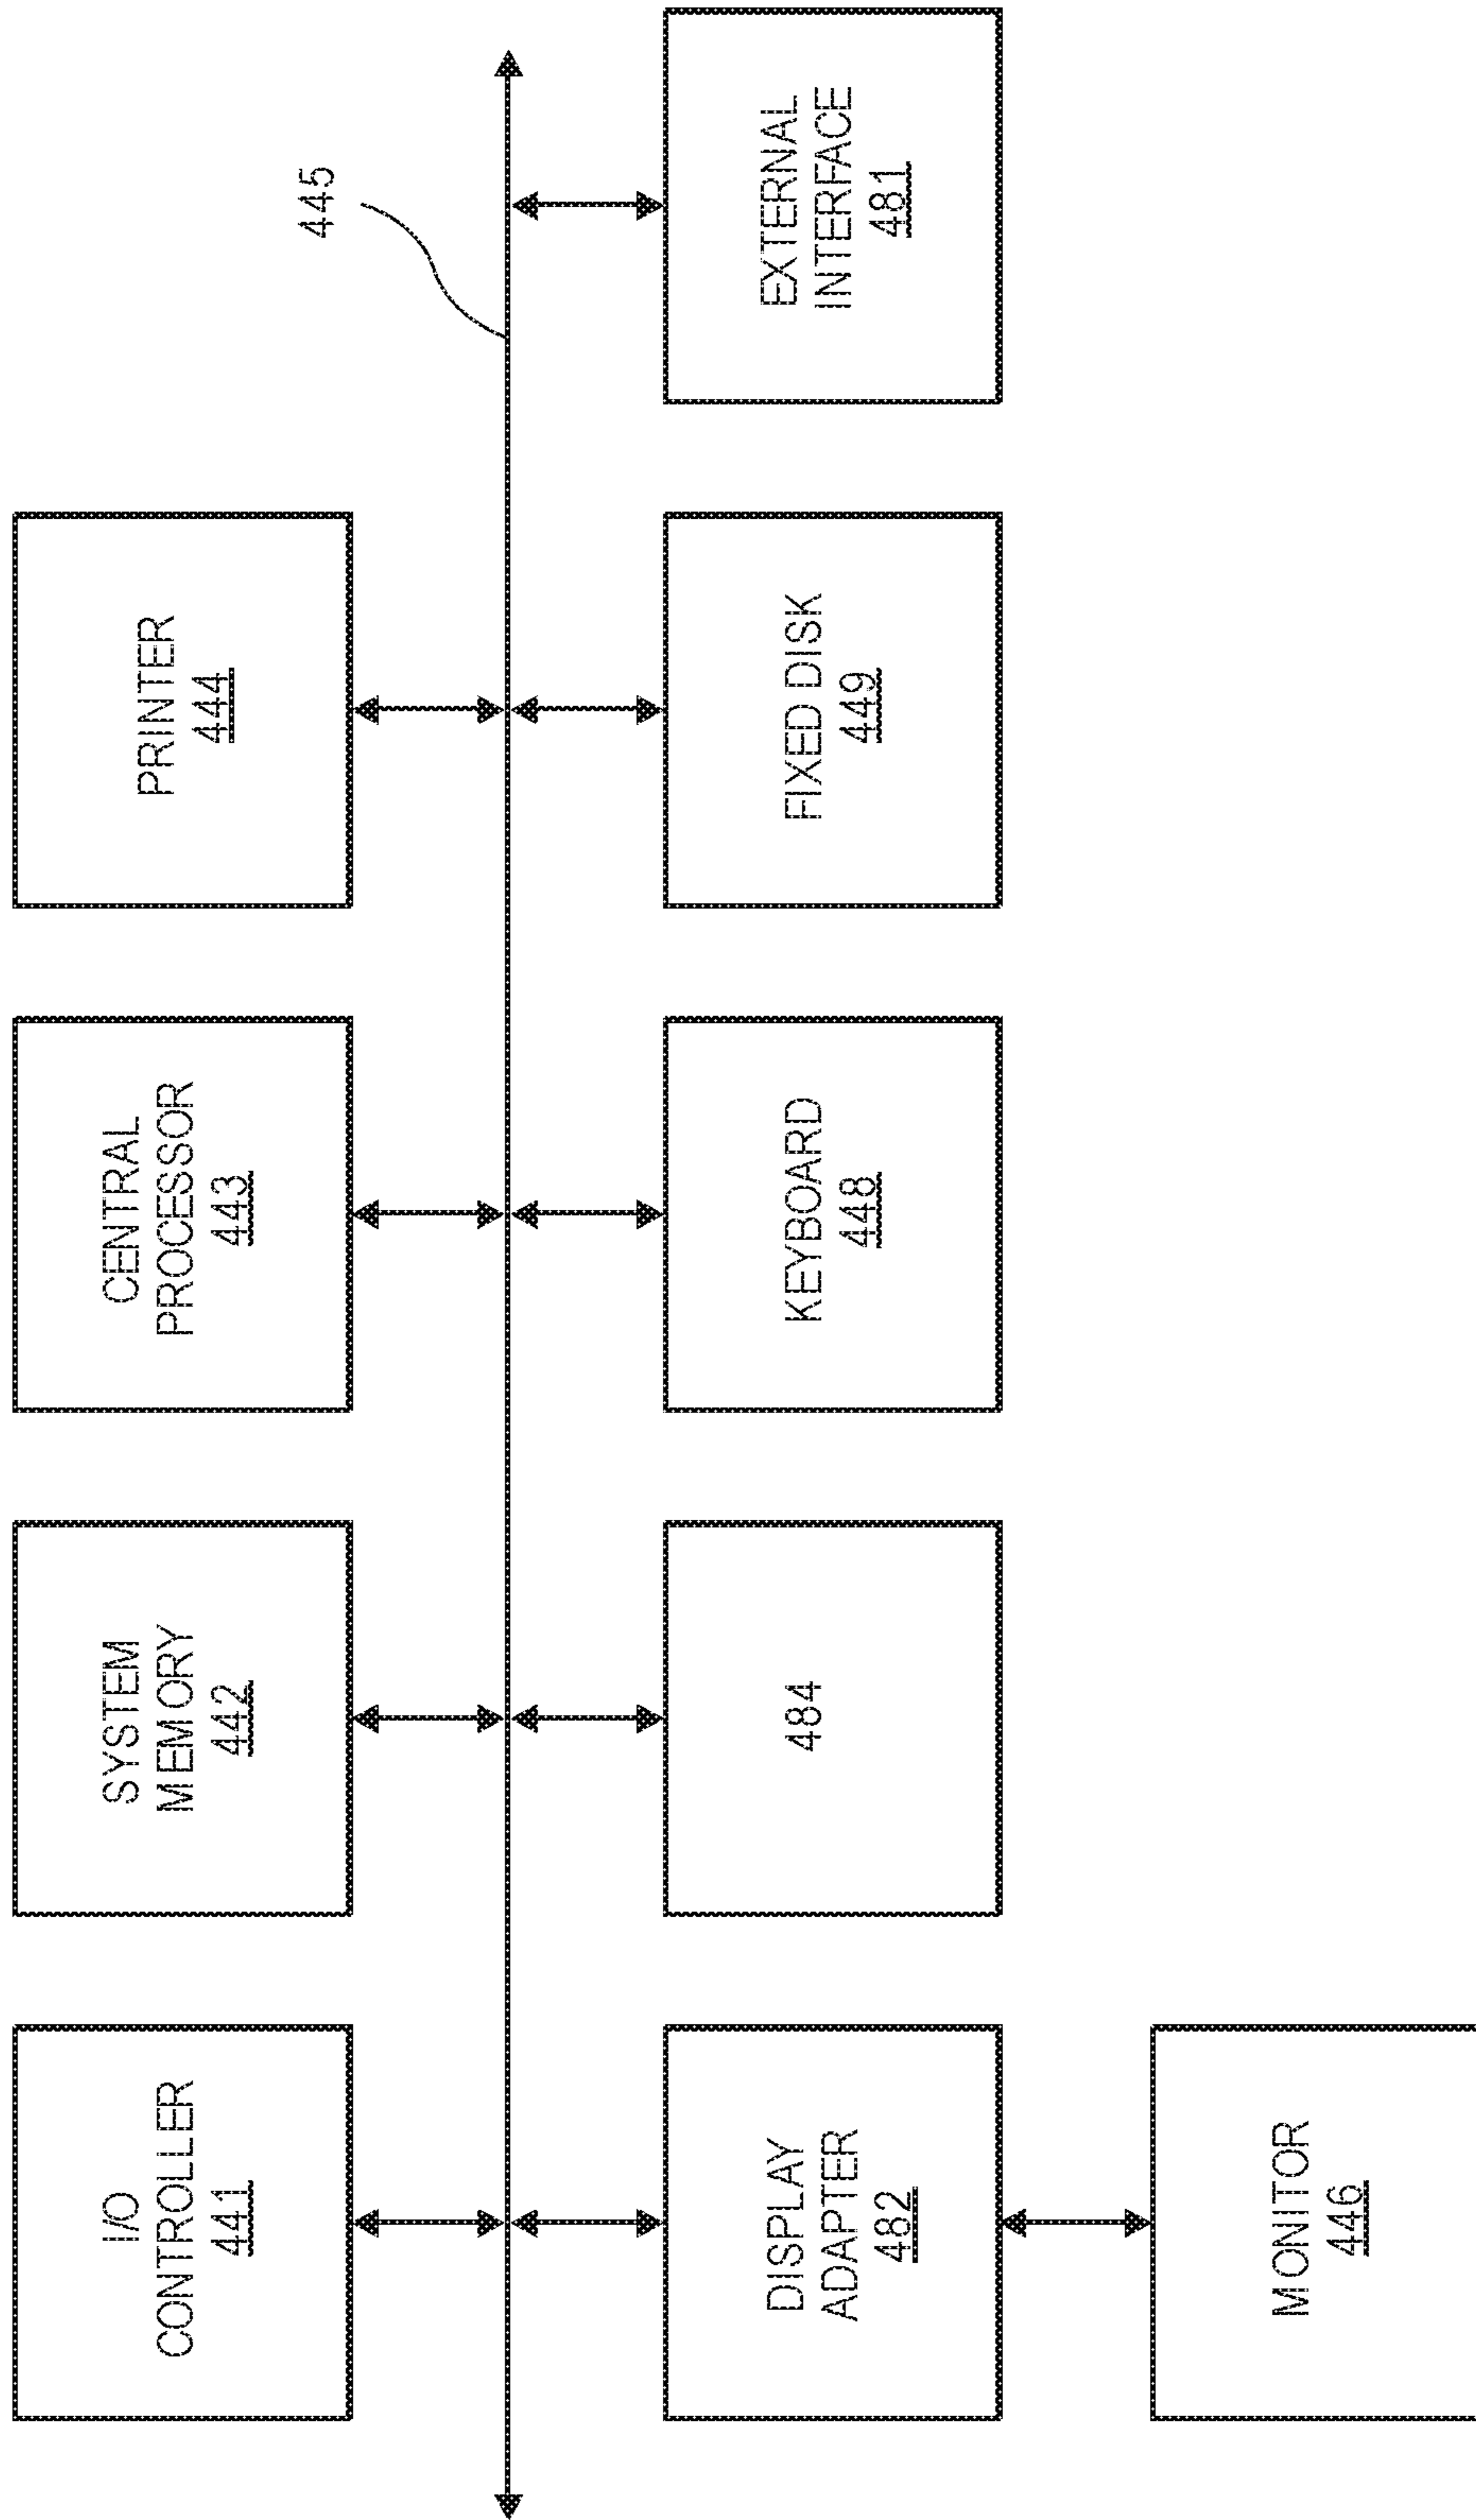 I/O
CONTROLLER
441
SYSTEM
MEMORY
442
CENTRAL
PROCESSOR
443
PRINTER
444
445
DISPLAY
ADAPTER
482
484
KEYBOARD
448
FIXED DISK
449
EXTERNAL
INTERFACE
481
MONITOR
446